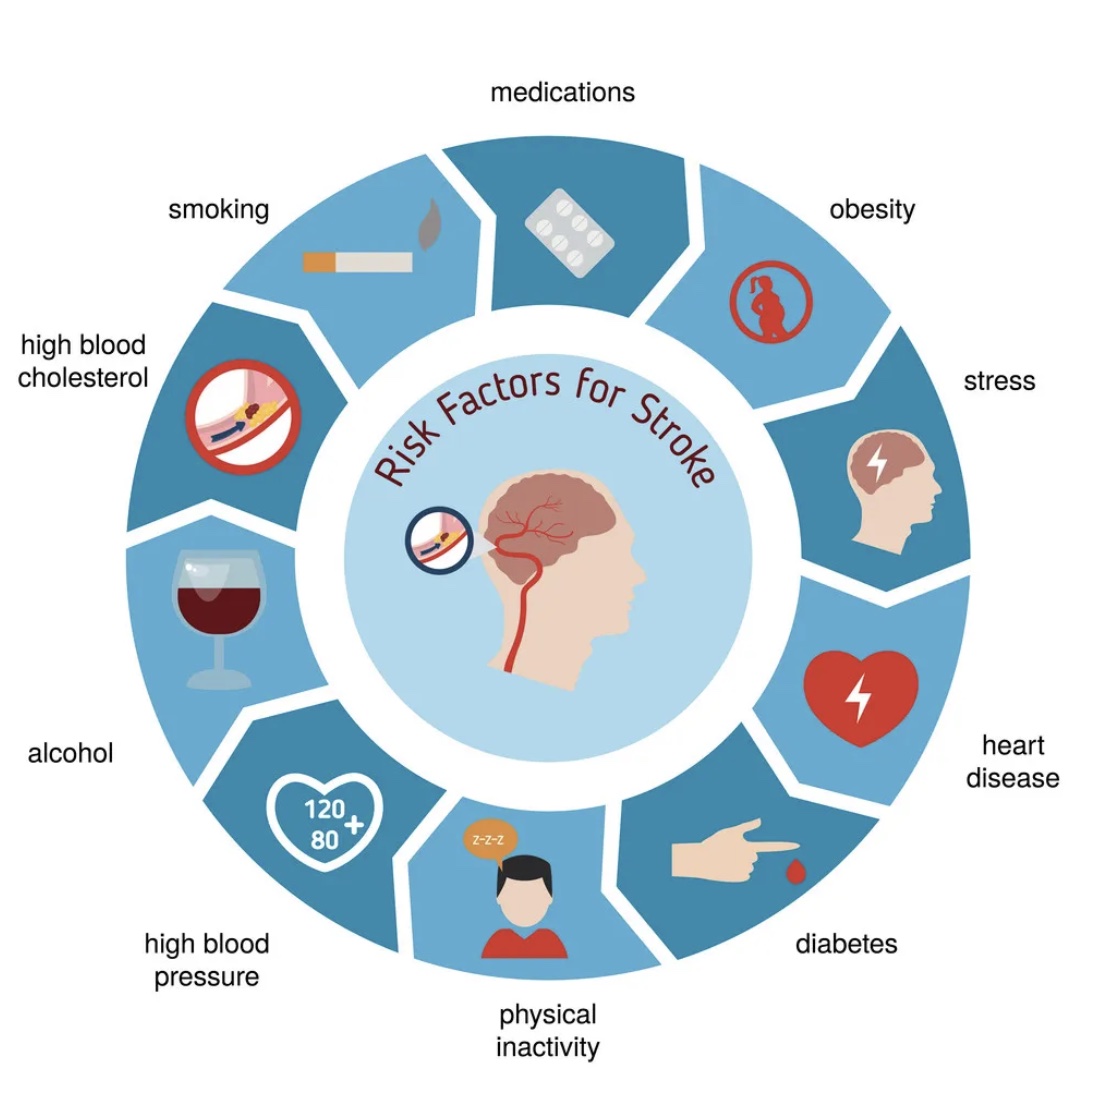 medications
smoking
obesity
high blood
cholesterol
stress
Risk Factors for Stroke
alcohol
heart
disease
120
80
+
z-z-z
high blood
pressure
diabetes
physical
inactivity